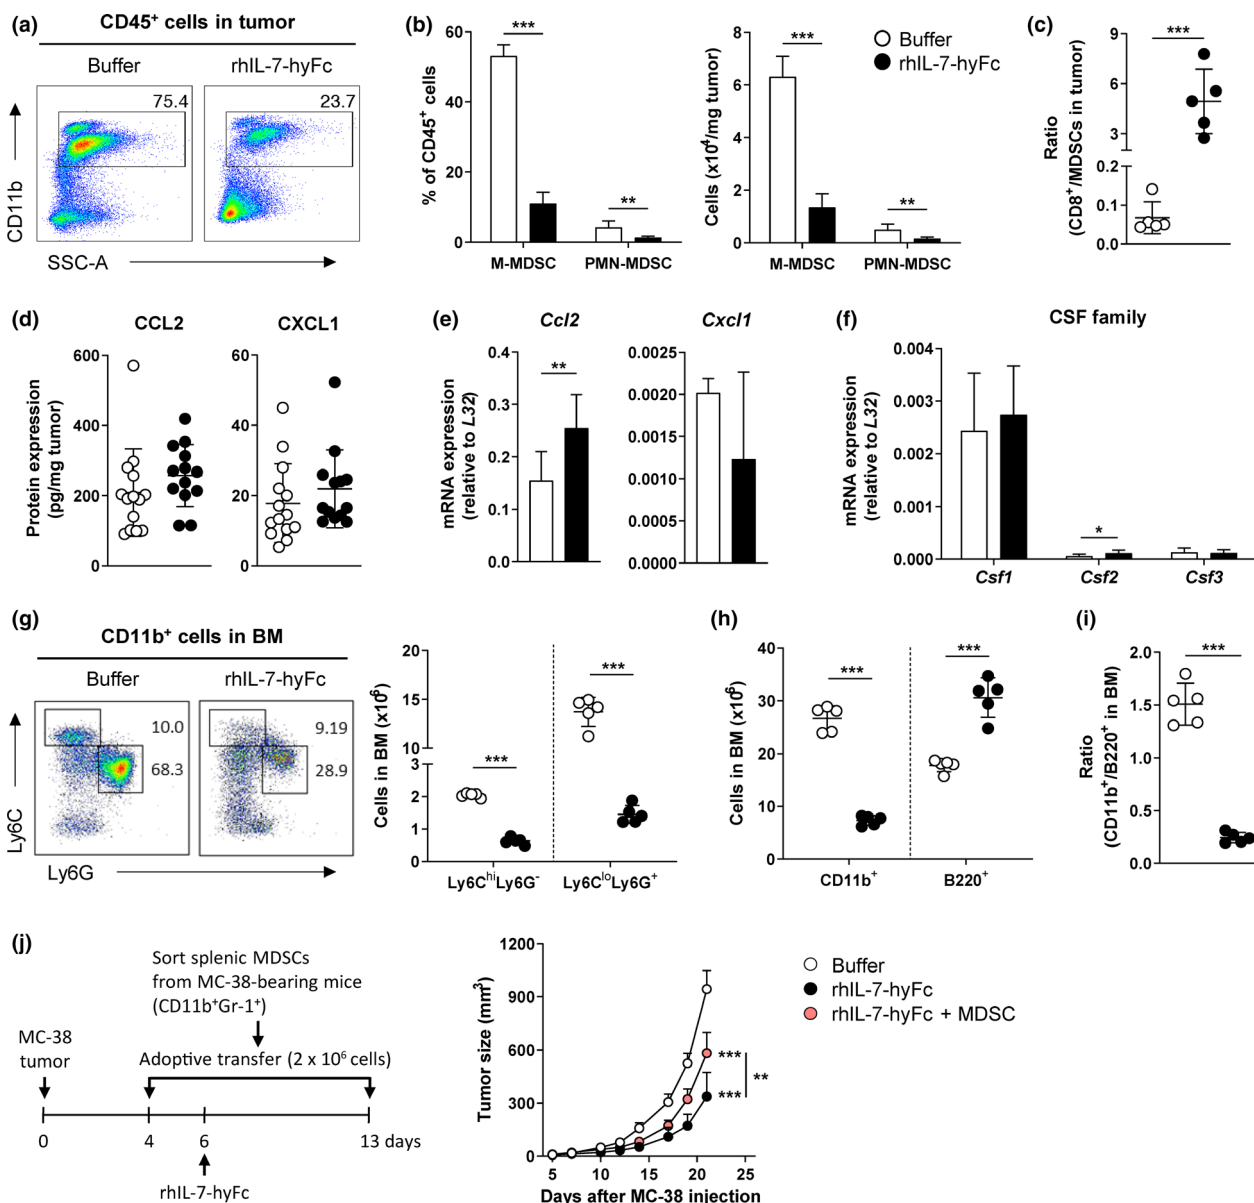 (a)
CD45⁺ cells in tumor
Buffer
rhIL-7-hyFc
75.4
23.7
CD11b
SSC-A
(b)
60
40
20
0
% of CD45⁺ cells
***
**
M-MDSC
PMN-MDSC
8
6
4
2
0
Cells (x10⁴/mg tumor)
***
**
M-MDSC
PMN-MDSC
Buffer
rhIL-7-hyFc
(c)
***
9
6
3
0.2
0.1
0.0
Ratio
(CD8⁺/MDSCs in tumor)
(d)
CCL2
CXCL1
Protein expression
(pg/mg tumor)
600
400
200
0
60
40
20
0
(e)
Ccl2
Cxcl1
mRNA expression
(relative to L32)
0.4
0.3
0.2
0.1
0.0
**
0.0025
0.0020
0.0015
0.0010
0.0005
0.0000
(f)
CSF family
mRNA expression
(relative to L32)
0.004
0.003
0.002
0.001
0.000
*
Csf1
Csf2
Csf3
(g)
CD11b⁺ cells in BM
Buffer
rhIL-7-hyFc
10.0
68.3
9.19
28.9
Ly6C
Ly6G
Cells in BM (x10⁶)
20
15
10
3
2
1
0
***
***
Ly6CʰⁱLy6G⁻
Ly6CˡᵒLy6G⁺
(h)
Cells in BM (x10⁶)
40
30
20
10
0
***
***
CD11b⁺
B220⁺
(i)
Ratio
(CD11b⁺/B220⁺ in BM)
2.0
1.5
1.0
0.5
0.0
***
(j)
Sort splenic MDSCs
from MC-38-bearing mice
(CD11b⁺Gr-1⁺)
MC-38
tumor
Adoptive transfer (2 x 10⁶ cells)
0
4
6
13 days
rhIL-7-hyFc
Tumor size (mm³)
1200
900
600
300
0
5
10
15
20
25
Days after MC-38 injection
***
***
**
Buffer
rhIL-7-hyFc
rhIL-7-hyFc + MDSC